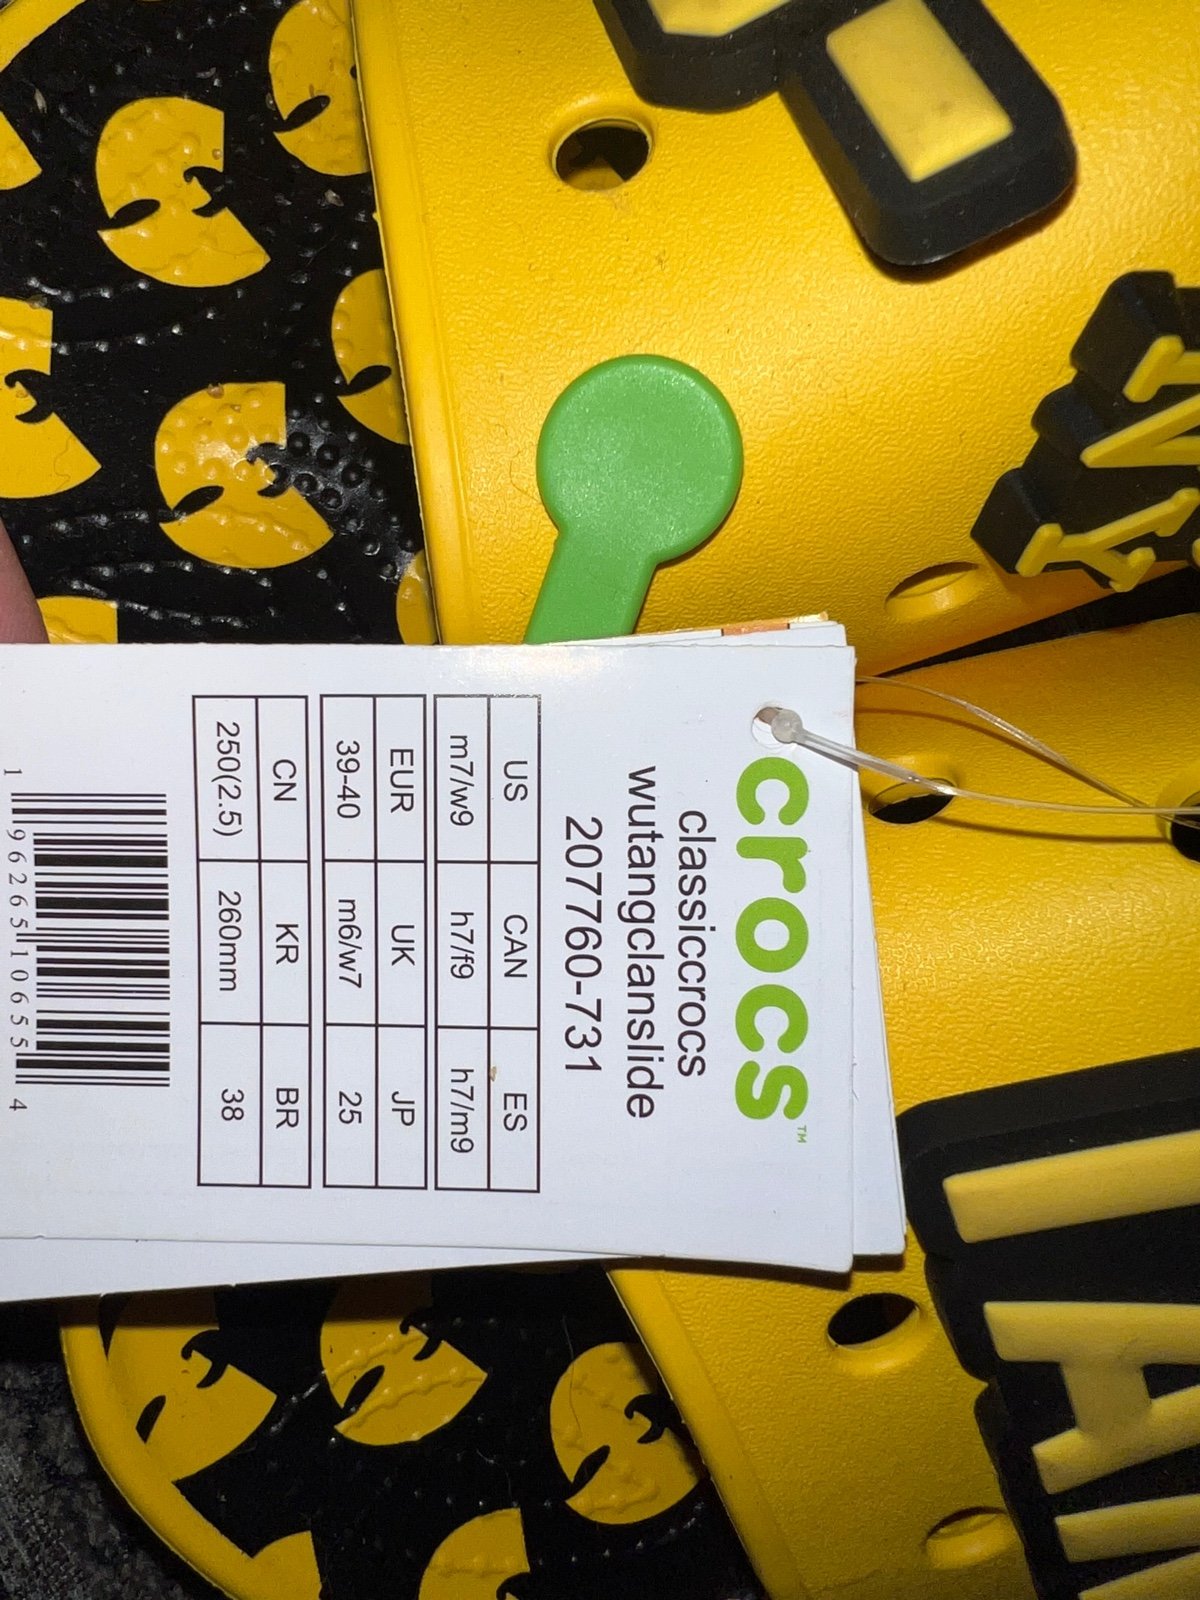 crocs™
classiccrocs
wutangclanslide
207760-731
US CAN ES
m7/w9 h7/f9 h7/m9
EUR UK JP
39-40 m6/w7 25
CN KR BR
250(2.5) 260mm 38
1 96265 10655 4